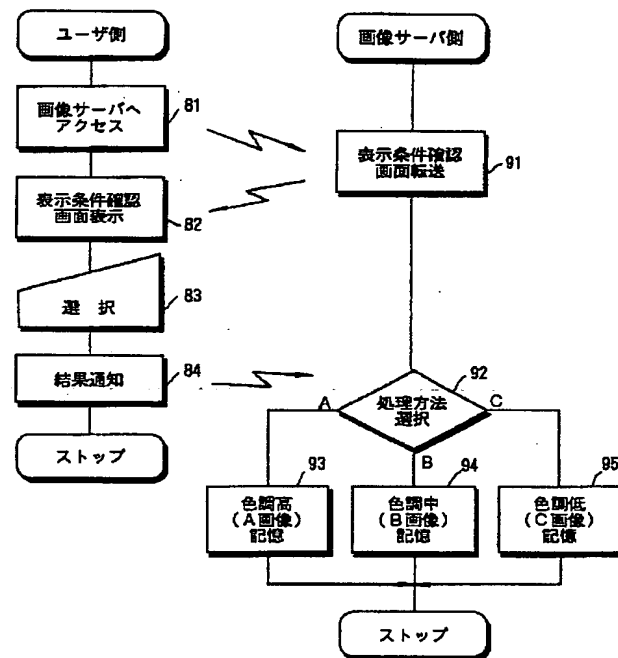 ユーザ側
画像サーバへ
アクセス
81
表示条件確認
画面表示
82
選 択
83
結果通知
84
ストップ
画像サーバ側
表示条件確認
画面転送
91
処理方法
選択
92
A
B
C
色調高
(A画像)
記憶
93
色調中
(B画像)
記憶
94
色調低
(C画像)
記憶
95
ストップ